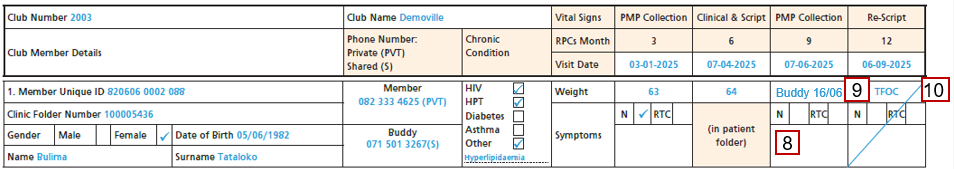 Club Number 2003 Club Name Demoville Vital Signs PMP Collection Clinical & Script PMP Collection Re-Script
Club Member Details Phone Number: Private (PVT) Shared (S) Chronic Condition RPCs Month 3 6 9 12
Visit Date 03-01-2025 07-04-2025 07-06-2025 06-09-2025
1. Member Unique ID 820606 0002 088 Member 082 333 4625 (PVT) HIV ✓ Weight 63 64 Buddy 16/06 9 TFOC 10
HPT ✓
Clinic Folder Number 100005436 Diabetes Symptoms N ✓ RTC (in patient folder) N RTC N RTC
Gender Male Female ✓ Date of Birth 05/06/1982 Buddy 071 501 3267(S) Asthma 8
Other ✓
Name Bulima Surname Tataloko Hyperlipidaemia